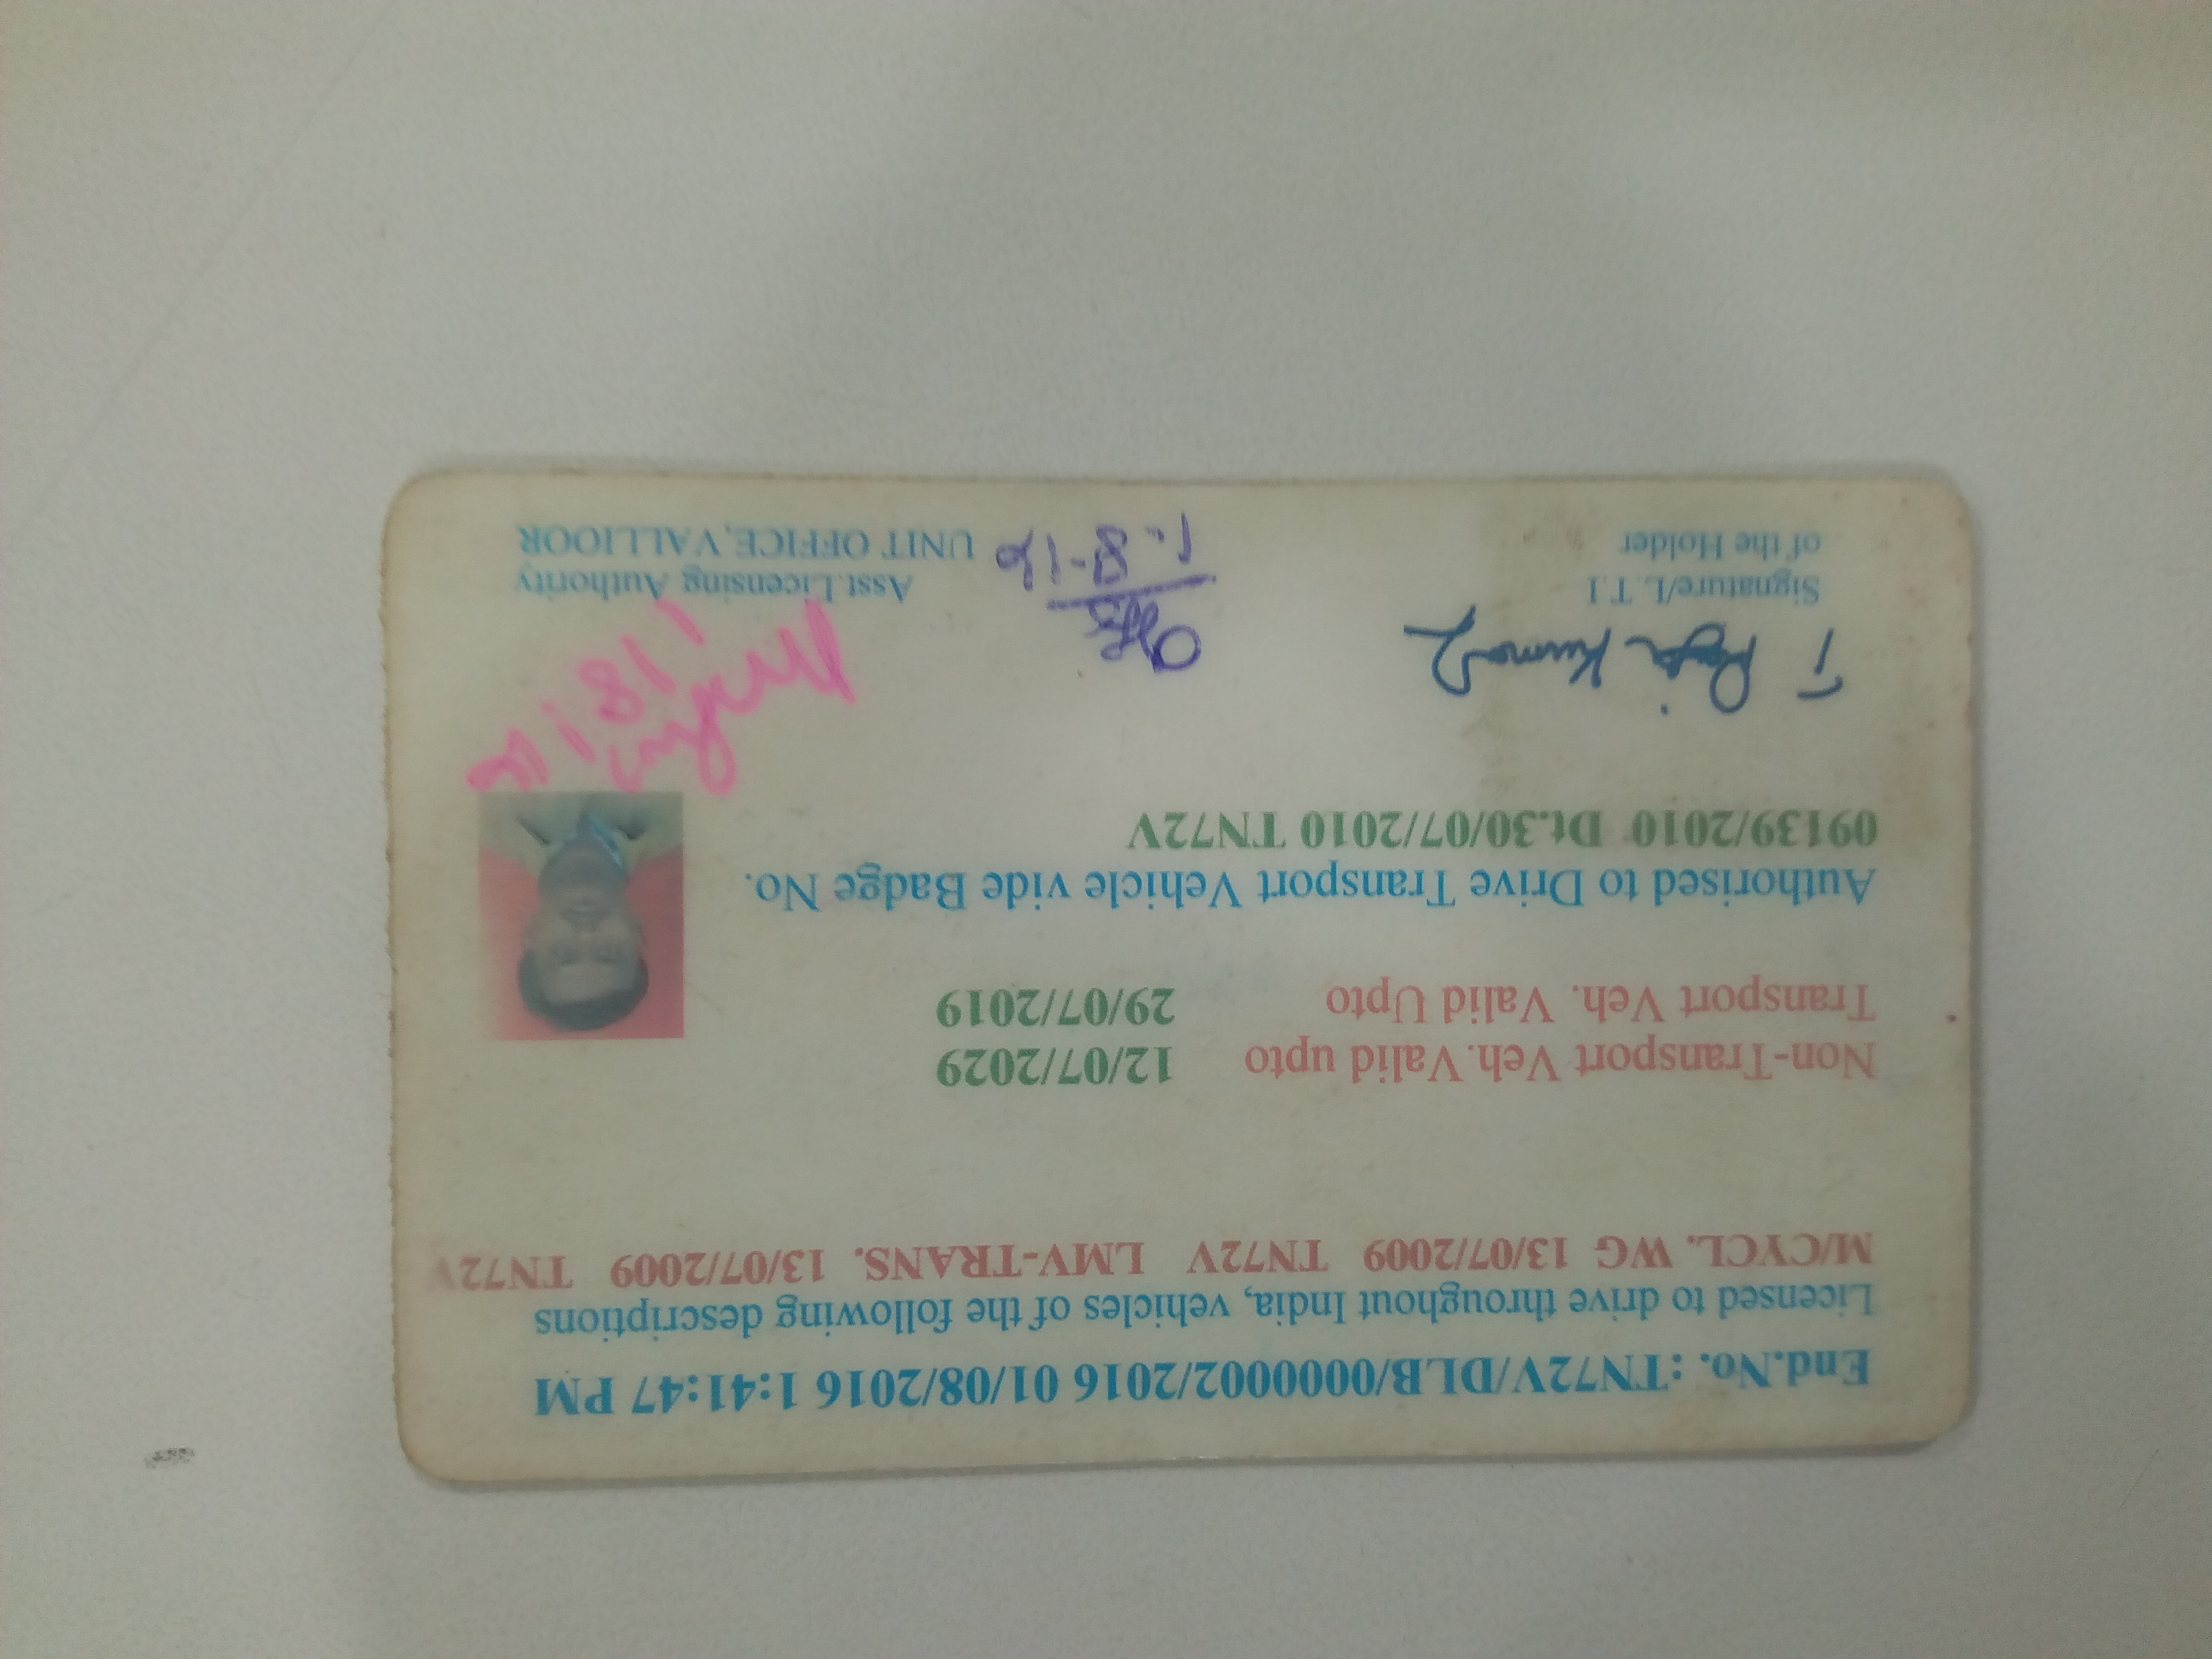 End.No. :TN72V/DLB/0000002/2016 01/08/2016 1:41:47 PM
Licensed to drive throughout India, vehicles of the following descriptions
M/CYCL. WG 13/07/2009 TN72V LMV-TRANS. 13/07/2009 TN72V
Non-Transport Veh.Valid upto 12/07/2029
Transport Veh. Valid Upto 29/07/2019
Authorised to Drive Transport Vehicle vide Badge No.
09139/2010 Dt.30/07/2010 TN72V
T Raja Kumar
1.8-16
Signature/L.T.I
of the Holder
Asst.Licensing Authority
UNIT OFFICE,VALLIOOR